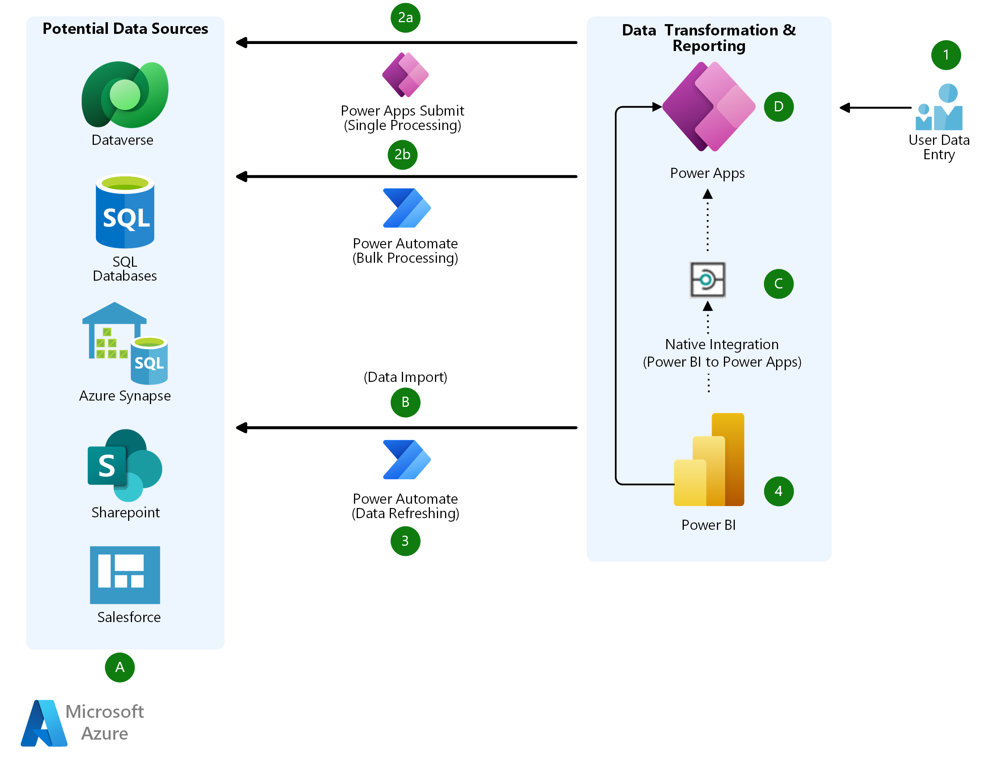 Potential Data Sources
Dataverse
SQL
SQL
Databases
SQL
Azure Synapse
S
Sharepoint
Salesforce
A
Microsoft
Azure
2a
Power Apps Submit
(Single Processing)
2b
Power Automate
(Bulk Processing)
(Data Import)
B
Power Automate
(Data Refreshing)
3
Data Transformation &
Reporting
D
Power Apps
C
Native Integration
(Power BI to Power Apps)
4
Power BI
1
User Data
Entry